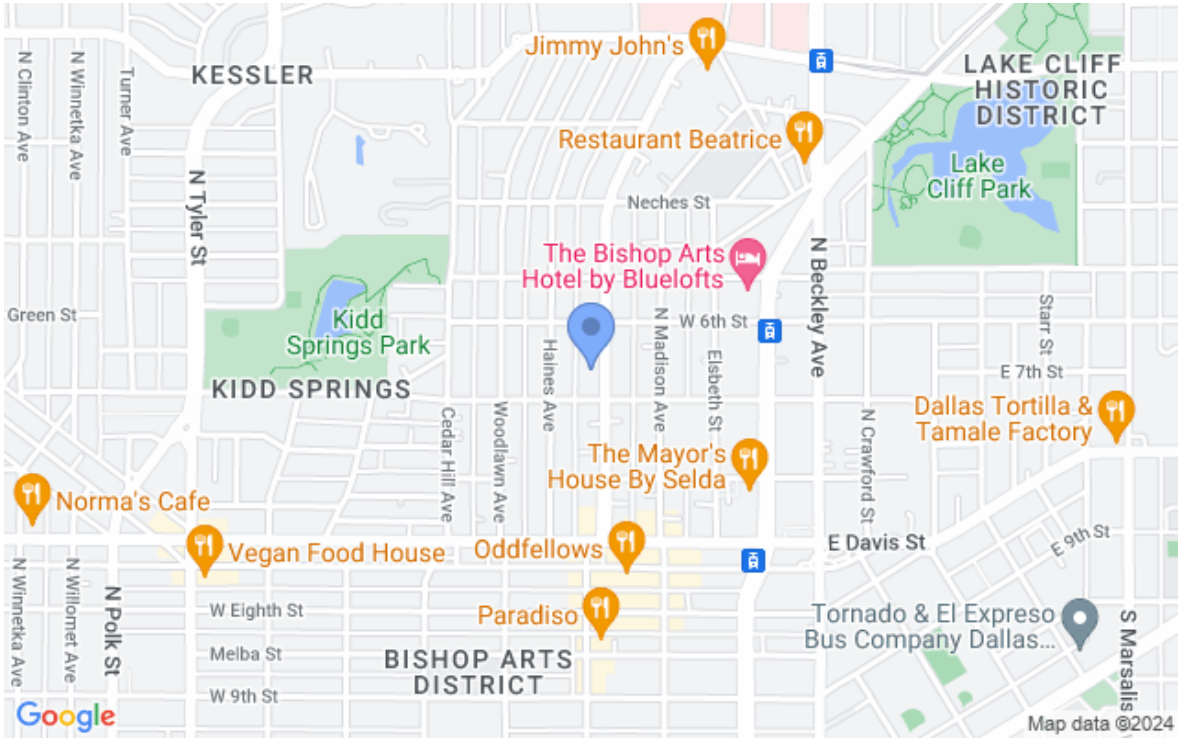 Jimmy John's
KESSLER
LAKE CLIFF
HISTORIC
DISTRICT
N Clinton Ave
N Winnetka Ave
Turner Ave
N Tyler St
Restaurant Beatrice
Lake
Cliff Park
Neches St
The Bishop Arts
Hotel by Bluelofts
N Beckley Ave
Green St
Kidd
Springs Park
KIDD SPRINGS
W 6th St
N Madison Ave
Elsbeth St
Haines Ave
Woodlawn Ave
Cedar Hill Ave
Starr St
E 7th St
N Crawford St
Dallas Tortilla &
Tamale Factory
The Mayor's
House By Selda
Norma's Cafe
Vegan Food House
Oddfellows
E Davis St
E 9th St
N Winnetka Ave
N Willomet Ave
N Polk St
W Eighth St
Paradiso
Tornado & El Expreso
Bus Company Dallas...
S Marsalis
Melba St
BISHOP ARTS
DISTRICT
W 9th St
Google
Map data ©2024